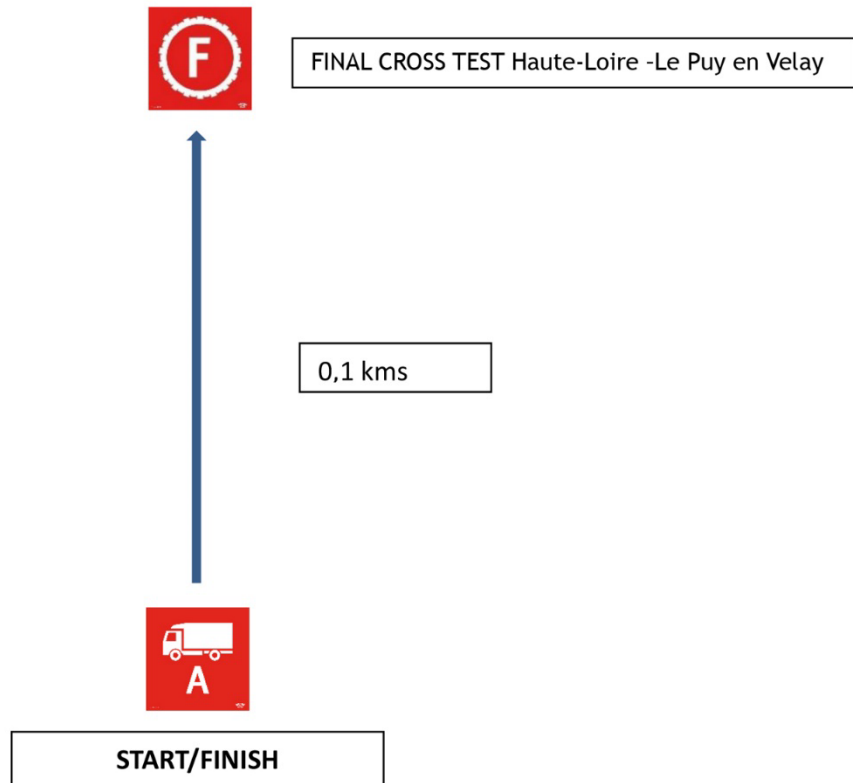 F
FINAL CROSS TEST Haute-Loire -Le Puy en Velay
0,1 kms
A
START/FINISH